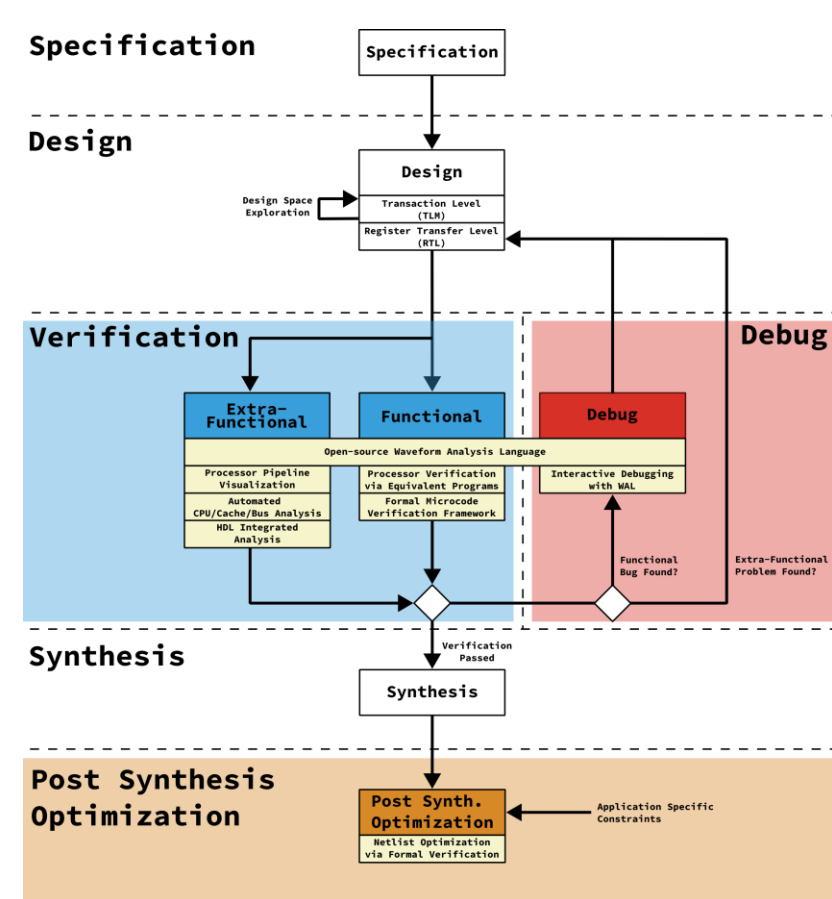 Specification
Specification
Design
Design
Design Space
Exploration
Transaction Level
(TLM)
Register Transfer Level
(RTL)
Verification
Debug
Extra-
Functional
Functional
Debug
Open-source Waveform Analysis Language
Processor Pipeline
Visualization
Processor Verification
via Equivalent Programs
Interactive Debugging
with WAL
Automated
CPU/Cache/Bus Analysis
Formal Microcode
Verification Framework
HDL Integrated
Analysis
Functional
Bug Found?
Extra-Functional
Problem Found?
Synthesis
Verification
Passed
Synthesis
Post Synthesis
Optimization
Post Synth.
Optimization
Application Specific
Constraints
Netlist Optimization
via Formal Verification